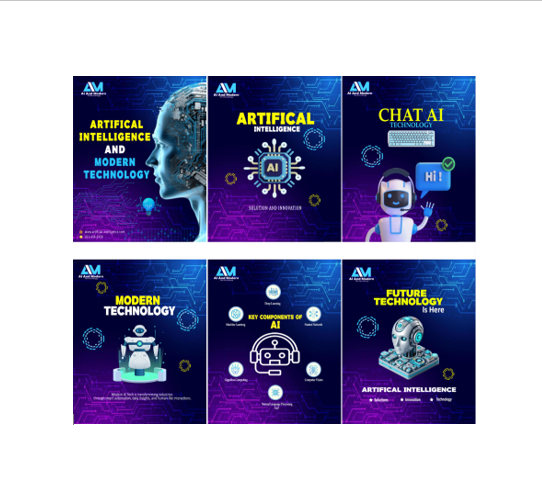 AM
AI And Modern
ARTIFICAL
INTELLIGENCE
AND
MODERN
TECHNOLOGY
AM
AI And Modern
ARTIFICAL
INTELLIGENCE
AI
SOLUTION AND INNOVATION
AM
AI And Modern
CHAT AI
TECHNOLOGY
Hi !
AM
AI And Modern
MODERN
TECHNOLOGY
AM
AI And Modern
KEY COMPONENTS OF
AI
Deep Learning
Machine Learning
Neural Network
Cognitive Computing
Computer Vision
Natural Language Processing
AM
AI And Modern
FUTURE
TECHNOLOGY
Is Here
ARTIFICAL INTELLIGENCE
Solutions
Innovation
Technology